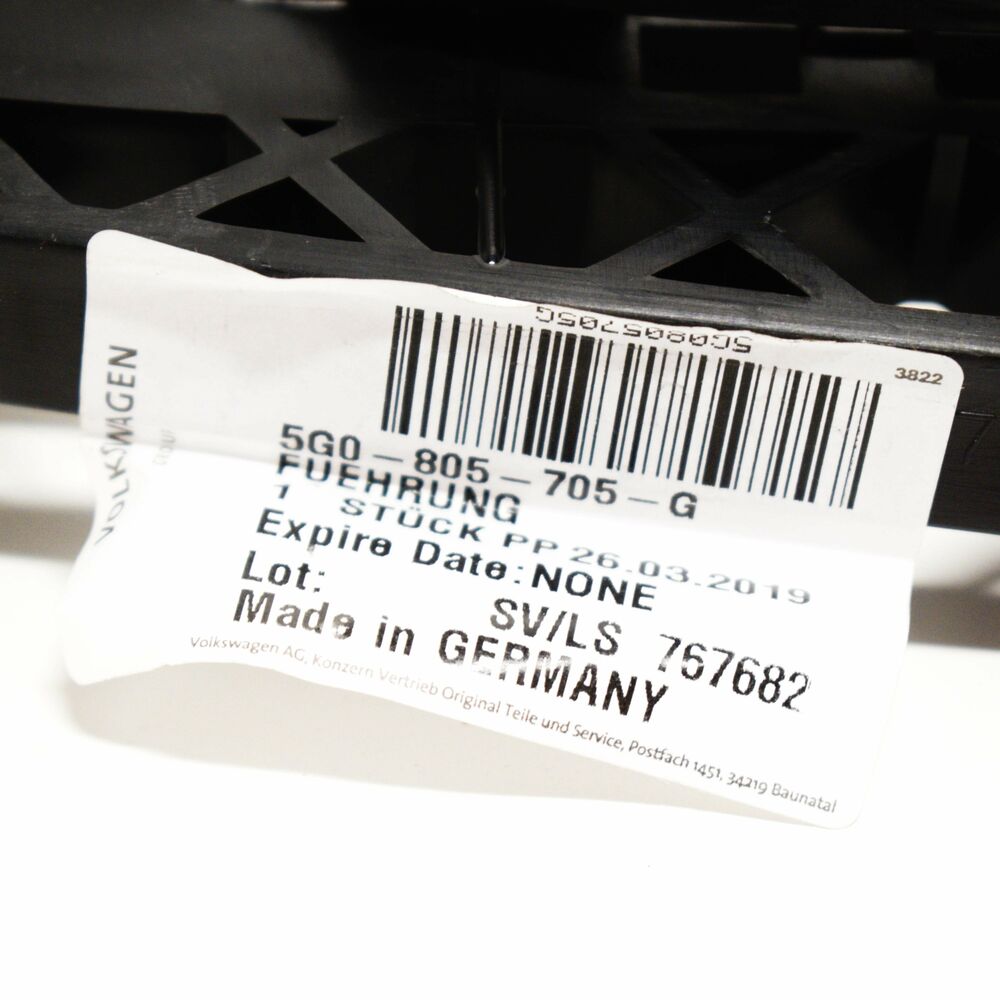 5G0805705G
3822
VOLKSWAGEN
5G0-805-705-G
FUEHRUNG
1 STÜCK PP 26.03.2019
Expire Date:NONE
Lot: SV/LS 767682
Made in GERMANY
Volkswagen AG, Konzern Vertrieb Original Teile und Service, Postfach 1451, 34219 Baunatal